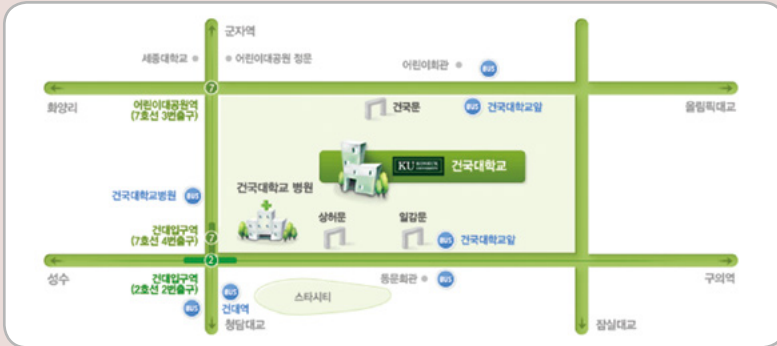 군자역
세종대학교
어린이대공원 정문
어린이회관
BUS
7
화양리
어린이대공원역
(7호선 3번출구)
건국문
BUS
건국대학교앞
올림픽대교
KU KONKUK UNIVERSITY
건국대학교
건국대학교병원
BUS
건국대학교 병원
상허문
일감문
건대입구역
(7호선 4번출구)
7
BUS
건국대학교앞
2
성수
건대입구역
(2호선 2번출구)
BUS
BUS
건대역
스타시티
동문회관
BUS
구의역
청담대교
잠실대교